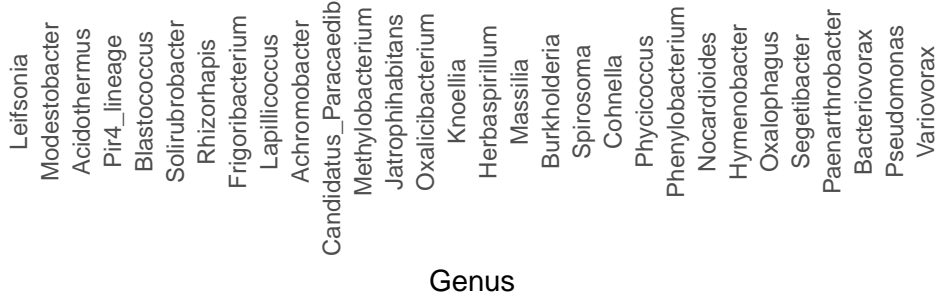 Leifsonia
Modestobacter
Acidothermus
Pir4_lineage
Blastococcus
Solirubrobacter
Rhizorhapis
Frigoribacterium
Lapillicoccus
Achromobacter
Candidatus_Paracaedib
Methylobacterium
Jatrophihabitans
Oxalicibacterium
Knoellia
Herbaspirillum
Massilia
Burkholderia
Spirosoma
Cohnella
Phycicoccus
Phenylobacterium
Nocardioides
Hymenobacter
Oxalophagus
Segetibacter
Paenarthrobacter
Bacteriovorax
Pseudomonas
Variovorax
Genus